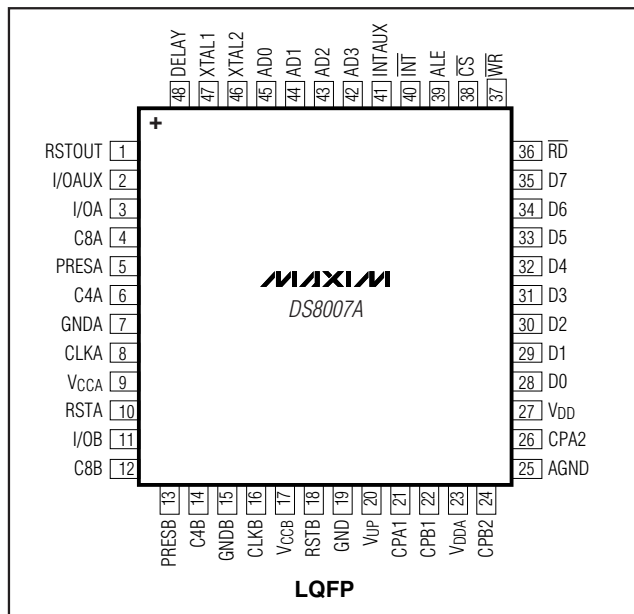 DELAY
XTAL1
XTAL2
AD0
AD1
AD2
AD3
INTAUX
INT
ALE
CS
WR
48
47
46
45
44
43
42
41
40
39
38
37
+
RSTOUT 1
I/OAUX 2
I/OA 3
C8A 4
PRESA 5
C4A 6
GNDA 7
CLKA 8
VCCA 9
RSTA 10
I/OB 11
C8B 12
MAXIM
DS8007A
36 RD
35 D7
34 D6
33 D5
32 D4
31 D3
30 D2
29 D1
28 D0
27 VDD
26 CPA2
25 AGND
13
14
15
16
17
18
19
20
21
22
23
24
PRESB
C4B
GNDB
CLKB
VCCB
RSTB
GND
VUP
CPA1
CPB1
VDDA
CPB2
LQFP